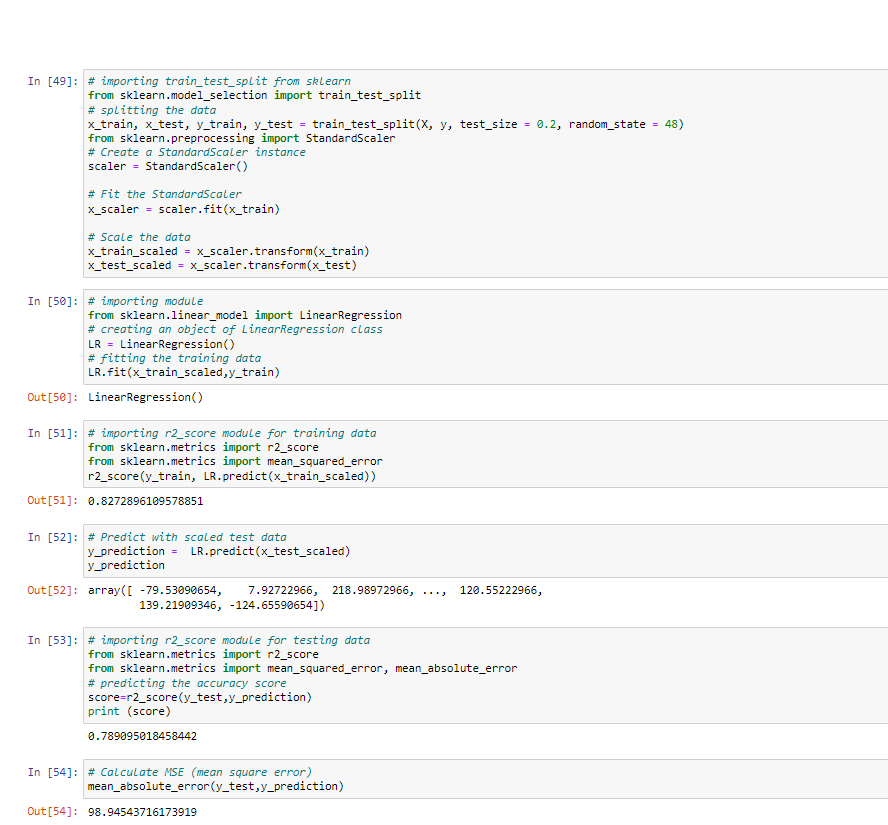 In [49]: # importing train_test_split from sklearn
from sklearn.model_selection import train_test_split
# splitting the data
x_train, x_test, y_train, y_test = train_test_split(X, y, test_size = 0.2, random_state = 48)
from sklearn.preprocessing import StandardScaler
# Create a StandardScaler instance
scaler = StandardScaler()
# Fit the StandardScaler
x_scaler = scaler.fit(x_train)
# Scale the data
x_train_scaled = x_scaler.transform(x_train)
x_test_scaled = x_scaler.transform(x_test)
In [50]: # importing module
from sklearn.linear_model import LinearRegression
# creating an object of LinearRegression class
LR = LinearRegression()
# fitting the training data
LR.fit(x_train_scaled,y_train)
Out[50]: LinearRegression()
In [51]: # importing r2_score module for training data
from sklearn.metrics import r2_score
from sklearn.metrics import mean_squared_error
r2_score(y_train, LR.predict(x_train_scaled))
Out[51]: 0.8272896109578851
In [52]: # Predict with scaled test data
y_prediction =  LR.predict(x_test_scaled)
y_prediction
Out[52]: array([ -79.53090654,    7.92722966,  218.98972966, ...,  120.55222966,
139.21909346, -124.65590654])
In [53]: # importing r2_score module for testing data
from sklearn.metrics import r2_score
from sklearn.metrics import mean_squared_error, mean_absolute_error
# predicting the accuracy score
score=r2_score(y_test,y_prediction)
print (score)
0.789095018458442
In [54]: # Calculate MSE (mean square error)
mean_absolute_error(y_test,y_prediction)
Out[54]: 98.94543716173919